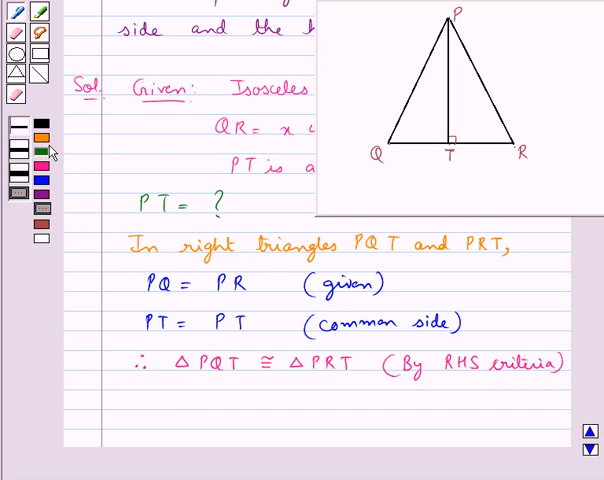 side and the
Sol. Given: Isosceles
QR = x
PT is a
PT = ?
In right triangles PQT and PRT,
PQ = PR (given)
PT = PT (common side)
∴ △PQT ≅ △PRT (By RHS criteria)
P
Q T R